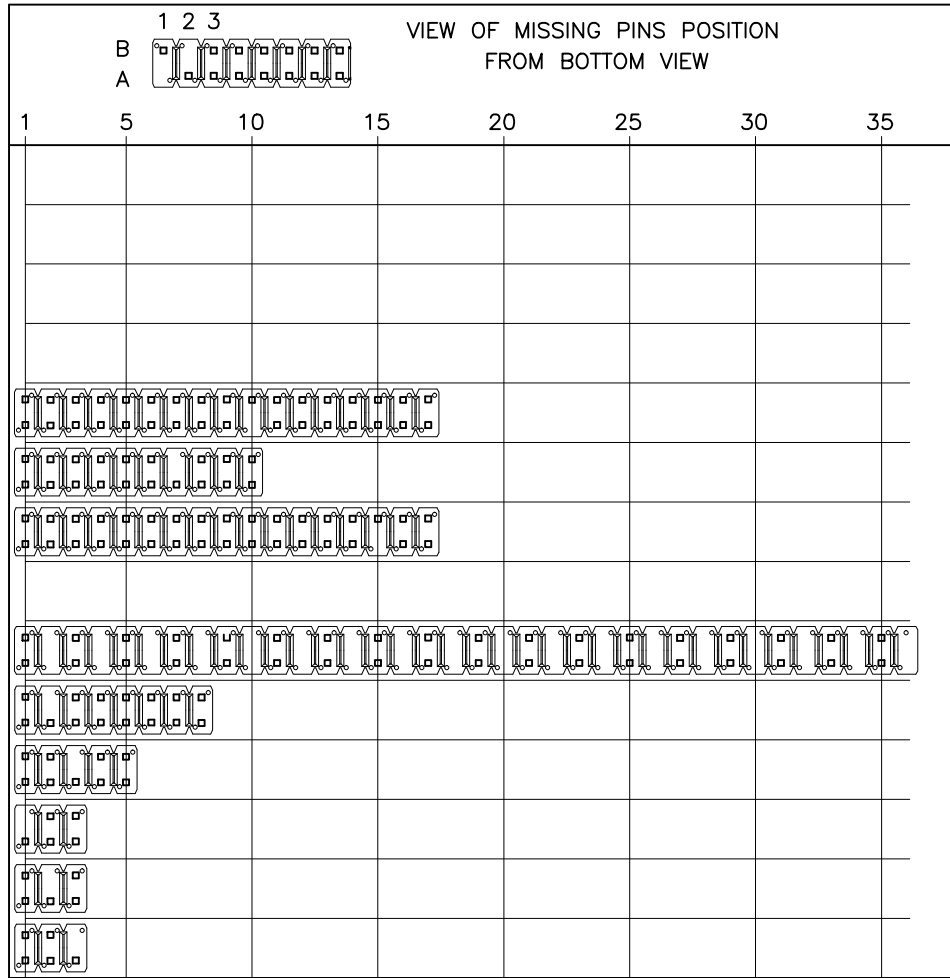 1 2 3
VIEW OF MISSING PINS POSITION
B
FROM BOTTOM VIEW
A
1 5 10 15 20 25 30 35